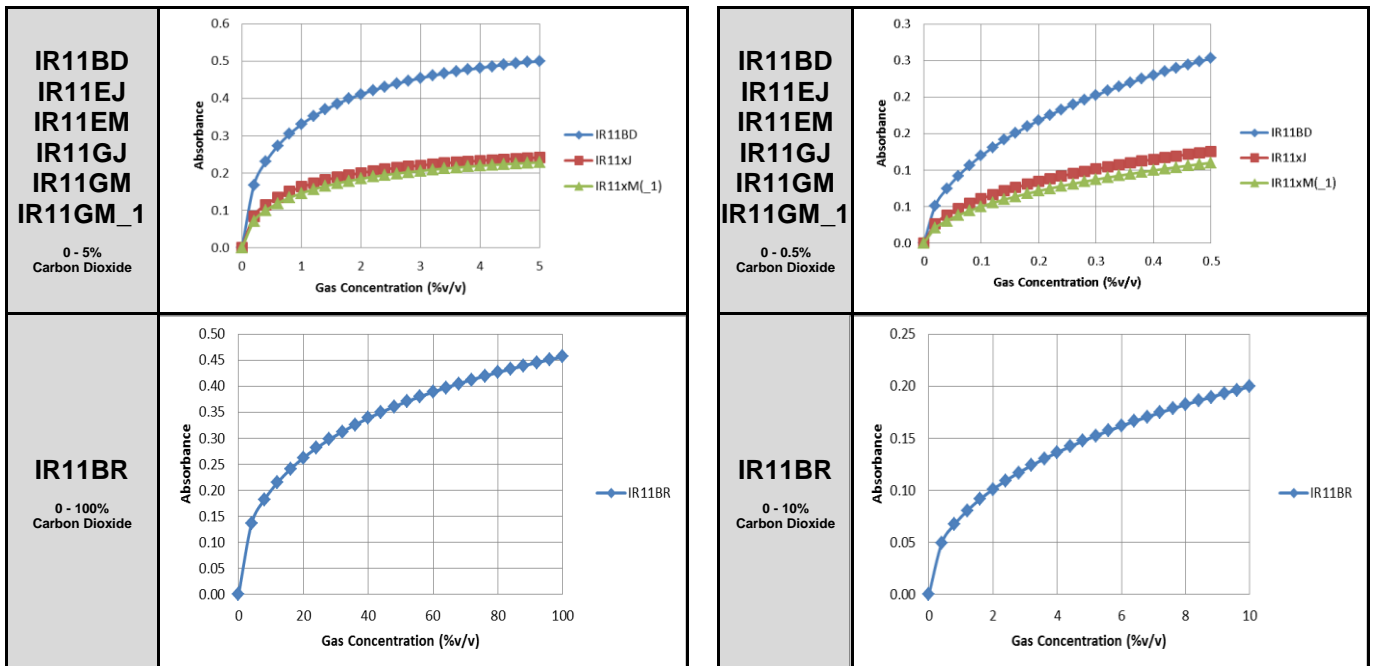 IR11BD
IR11EJ
IR11EM
IR11GJ
IR11GM
IR11GM_1
0 - 5%
Carbon Dioxide
Absorbance
0.6
0.5
0.4
0.3
0.2
0.1
0.0
0 1 2 3 4 5
Gas Concentration (%v/v)
IR11BD
IR11xJ
IR11xM(_1)
IR11BD
IR11EJ
IR11EM
IR11GJ
IR11GM
IR11GM_1
0 - 0.5%
Carbon Dioxide
Absorbance
0.3
0.3
0.2
0.2
0.1
0.1
0.0
0 0.1 0.2 0.3 0.4 0.5
Gas Concentration (%v/v)
IR11BD
IR11xJ
IR11xM(_1)
IR11BR
0 - 100%
Carbon Dioxide
Absorbance
0.50
0.45
0.40
0.35
0.30
0.25
0.20
0.15
0.10
0.05
0.00
0 20 40 60 80 100
Gas Concentration (%v/v)
IR11BR
IR11BR
0 - 10%
Carbon Dioxide
Absorbance
0.25
0.20
0.15
0.10
0.05
0.00
0 2 4 6 8 10
Gas Concentration (%v/v)
IR11BR